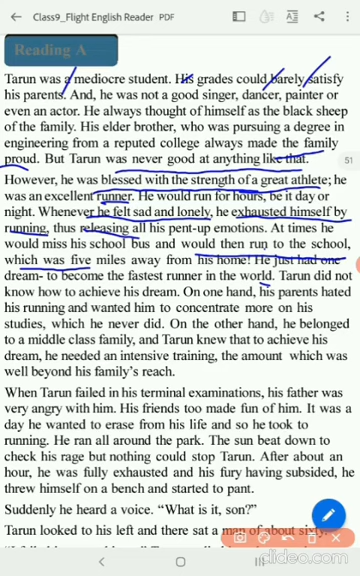 Class9_Flight English Reader PDF
Reading A
Tarun was a mediocre student. His grades could barely satisfy
his parents. And, he was not a good singer, dancer, painter or
even an actor. He always thought of himself as the black sheep
of the family. His elder brother, who was pursuing a degree in
engineering from a reputed college always made the family
proud. But Tarun was never good at anything like that.
51
However, he was blessed with the strength of a great athlete; he
was an excellent runner. He would run for hours, be it day or
night. Whenever he felt sad and lonely, he exhausted himself by
running, thus releasing all his pent-up emotions. At times he
would miss his school bus and would then run to the school,
which was five miles away from his home! He just had one
dream- to become the fastest runner in the world. Tarun did not
know how to achieve his dream. On one hand, his parents hated
his running and wanted him to concentrate more on his
studies, which he never did. On the other hand, he belonged
to a middle class family, and Tarun knew that to achieve his
dream, he needed an intensive training, the amount which was
well beyond his family's reach.
When Tarun failed in his terminal examinations, his father was
very angry with him. His friends too made fun of him. It was a
day he wanted to erase from his life and so he took to
running. He ran all around the park. The sun beat down to
check his rage but nothing could stop Tarun. After about an
hour, he was fully exhausted and his fury having subsided, he
threw himself on a bench and started to pant.
Suddenly he heard a voice. “What is it, son?”
Tarun looked to his left and there sat a man of about sixty.
clideo.com